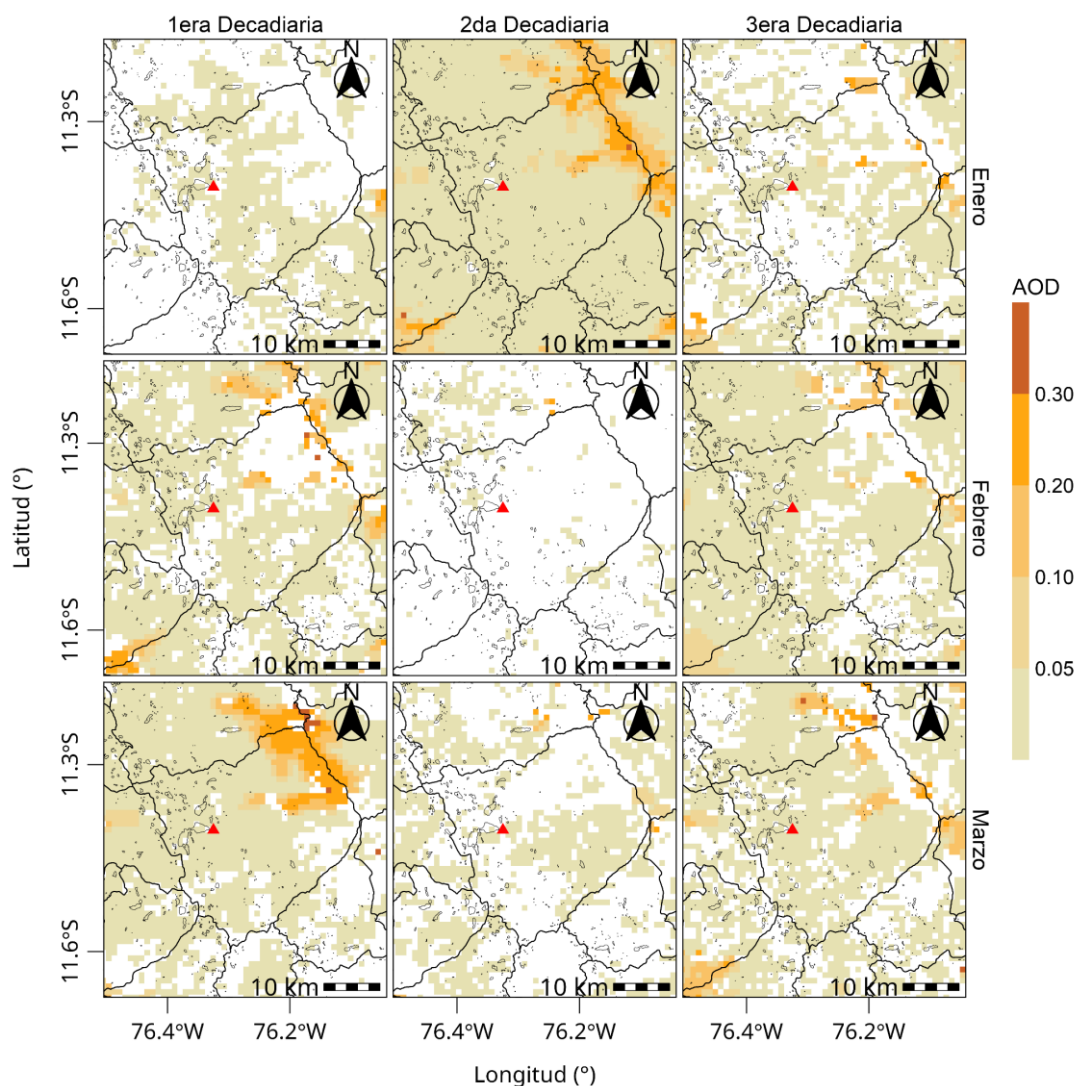 1era Decadiaria
2da Decadiaria
3era Decadiaria
N
N
N
11.3°S
11.6°S
10 km
10 km
10 km
Enero
N
N
N
11.3°S
11.6°S
10 km
10 km
10 km
Febrero
N
N
N
11.3°S
11.6°S
10 km
10 km
10 km
Marzo
76.4°W
76.2°W
76.4°W
76.2°W
76.4°W
76.2°W
Latitud (°)
Longitud (°)
AOD
0.30
0.20
0.10
0.05